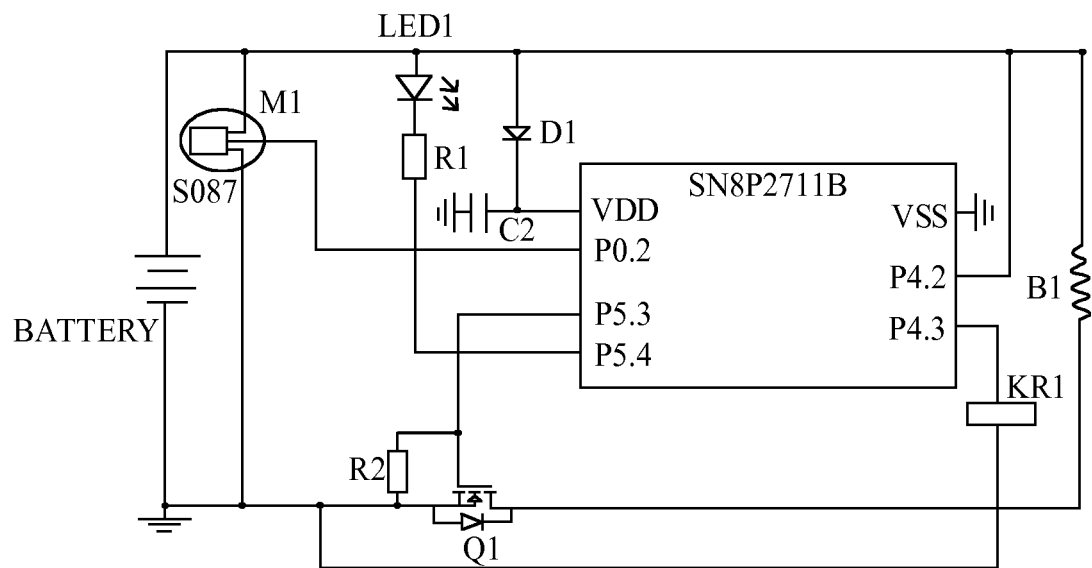 LED1
M1
D1
R1
SN8P2711B
S087
VDD
VSS
C2
P0.2
P4.2
B1
P5.3
BATTERY
P4.3
P5.4
KR1
R2
Q1